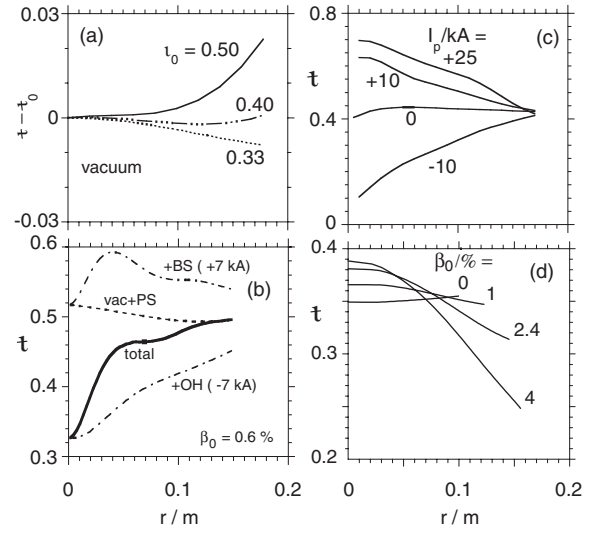 0.03
(a)
ι₀ = 0.50
0.40
0.33
ɫ – ɫ₀
0
vacuum
-0.03
0.8
(c)
Iₚ/kA =
+25
+10
0
-10
ɫ
0.4
0
0.6
+BS ( +7 kA)
(b)
vac+PS
0.5
total
ɫ
0.4
+OH ( -7 kA)
β₀ = 0.6 %
0.3
0
0.1
0.2
r / m
0.4
β₀/% =
(d)
0
1
2.4
4
ɫ
0.3
0.2
0
0.1
0.2
r / m